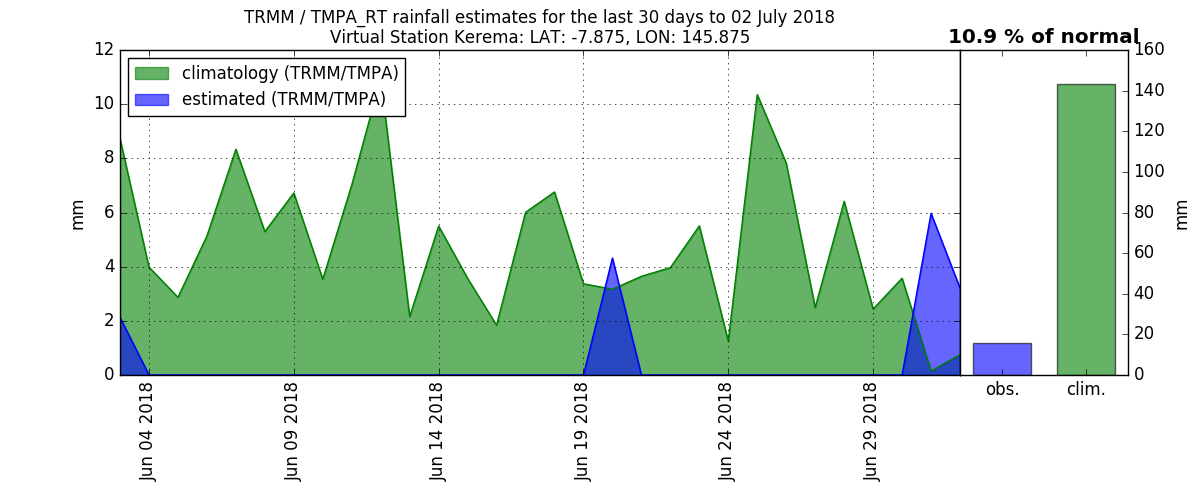 TRMM / TMPA_RT rainfall estimates for the last 30 days to 02 July 2018
Virtual Station Kerema: LAT: -7.875, LON: 145.875
10.9 % of normal
climatology (TRMM/TMPA)
estimated (TRMM/TMPA)
12
10
8
6
4
2
0
mm
Jun 04 2018
Jun 09 2018
Jun 14 2018
Jun 19 2018
Jun 24 2018
Jun 29 2018
160
140
120
100
80
60
40
20
0
mm
obs.
clim.